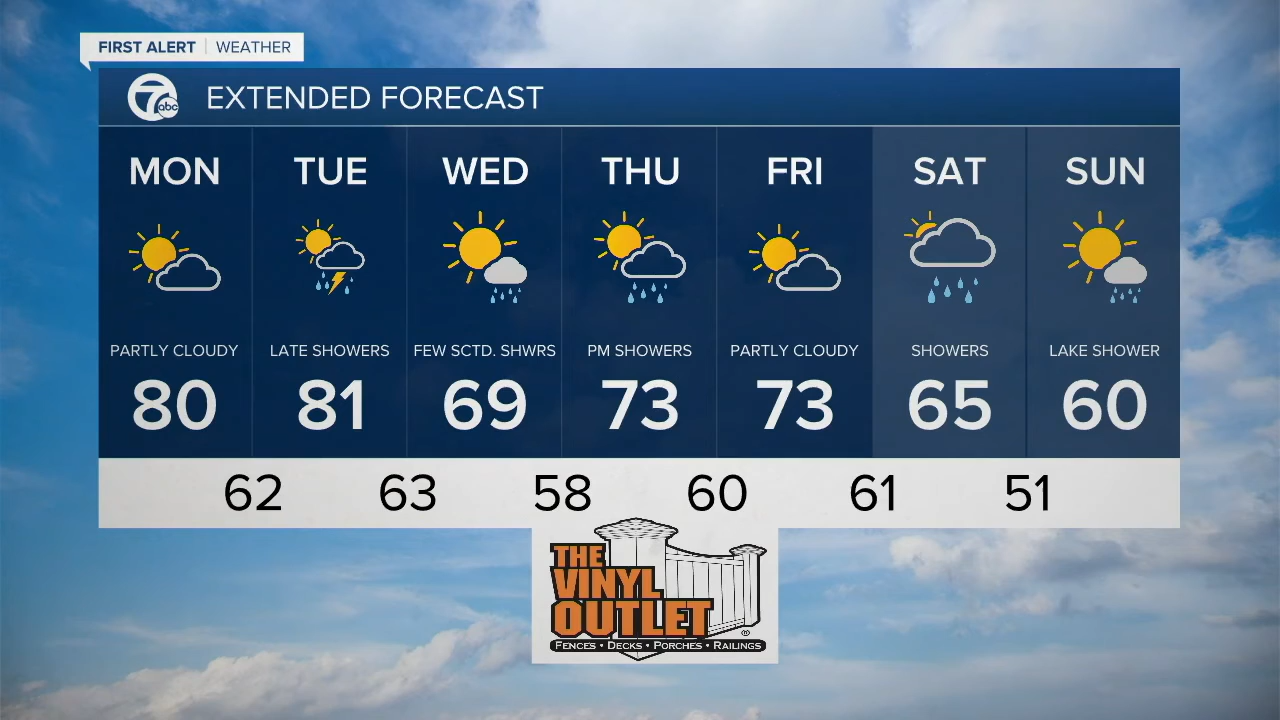 FIRST ALERT | WEATHER
7 abc EXTENDED FORECAST
MON TUE WED THU FRI SAT SUN
PARTLY CLOUDY LATE SHOWERS FEW SCTD. SHWRS PM SHOWERS PARTLY CLOUDY SHOWERS LAKE SHOWER
80 81 69 73 73 65 60
62 63 58 60 61 51
THE
VINYL
OUTLET ®
FENCES • DECKS • PORCHES • RAILINGS